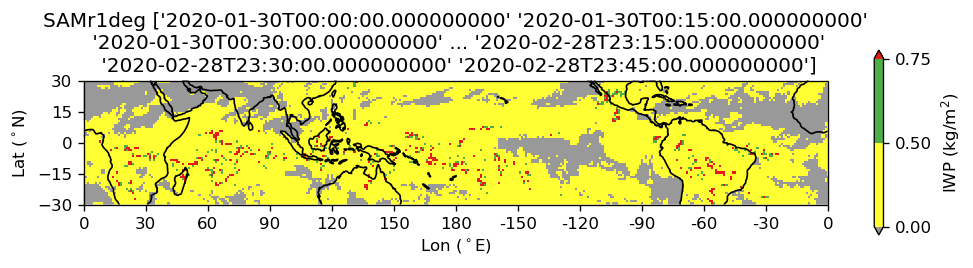 SAMr1deg ['2020-01-30T00:00:00.000000000' '2020-01-30T00:15:00.000000000'
'2020-01-30T00:30:00.000000000' ... '2020-02-28T23:15:00.000000000'
'2020-02-28T23:30:00.000000000' '2020-02-28T23:45:00.000000000']
30
15
0
−15
−30
Lat (°N)
0 30 60 90 120 150 180 -150 -120 -90 -60 -30 0
Lon (°E)
0.75
0.50
0.00
IWP (kg/m²)